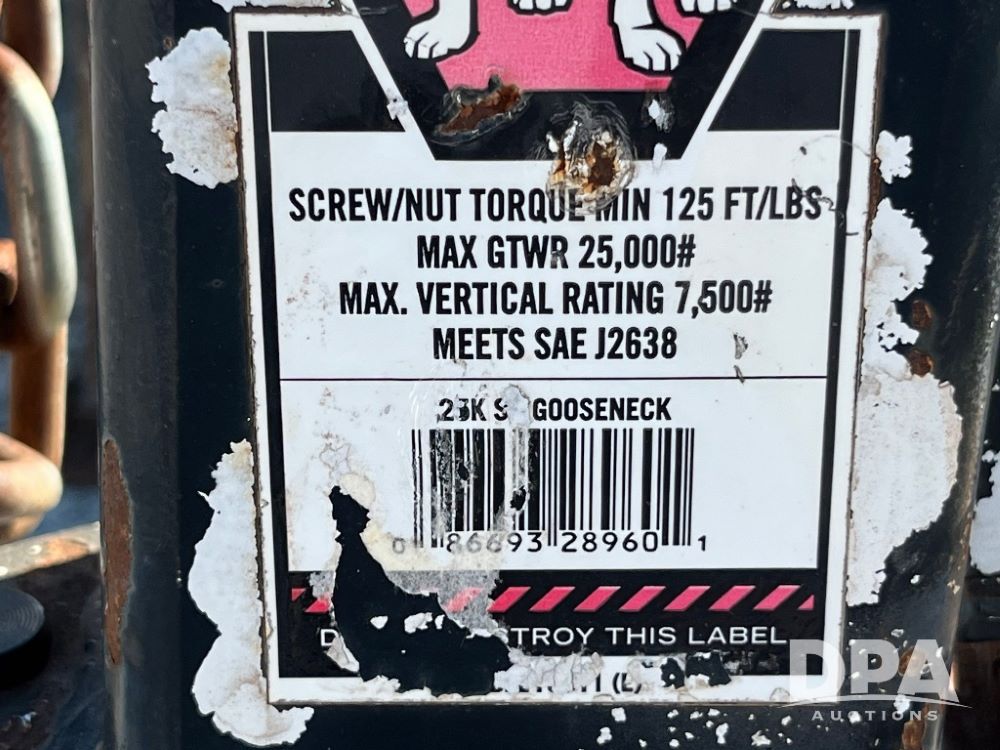 SCREW/NUT TORQUE MIN 125 FT/LBS
MAX GTWR 25,000#
MAX. VERTICAL RATING 7,500#
MEETS SAE J2638
GOOSENECK
0 86693 28960 1
THIS LABEL
DPA
AUCTIONS